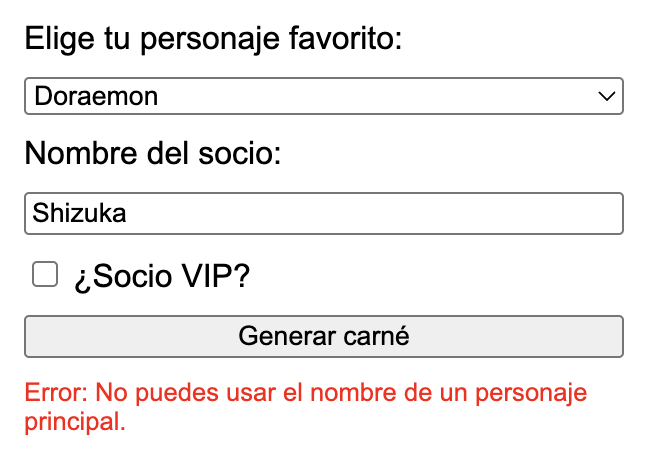 Elige tu personaje favorito:
Doraemon
Nombre del socio:
Shizuka
¿Socio VIP?
Generar carné
Error: No puedes usar el nombre de un personaje
principal.